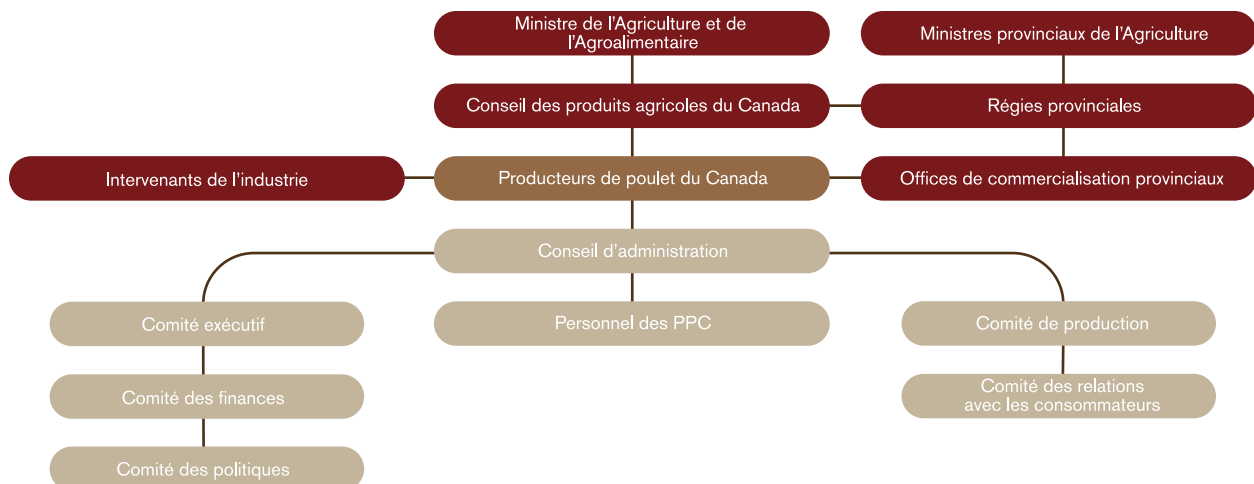 Ministre de l'Agriculture et de
l'Agroalimentaire
Ministres provinciaux de l'Agriculture
Conseil des produits agricoles du Canada
Régies provinciales
Intervenants de l'industrie
Producteurs de poulet du Canada
Offices de commercialisation provinciaux
Conseil d'administration
Comité exécutif
Personnel des PPC
Comité de production
Comité des finances
Comité des relations
avec les consommateurs
Comité des politiques